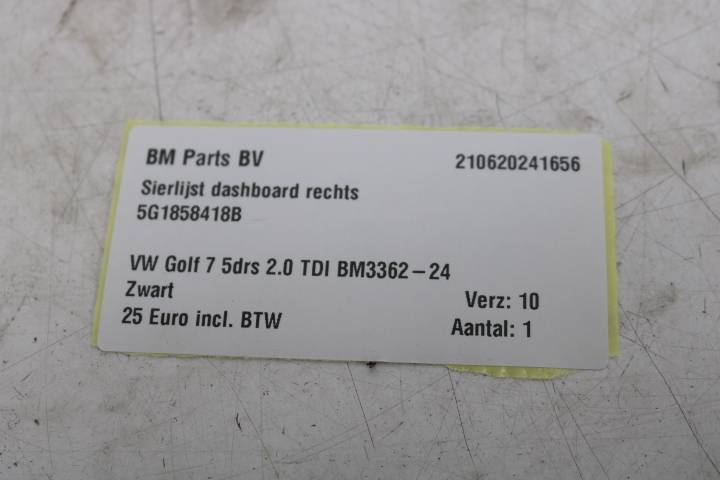 BM Parts BV 210620241656
Sierlijst dashboard rechts
5G1858418B
VW Golf 7 5drs 2.0 TDI BM3362-24
Zwart Verz: 10
25 Euro incl. BTW Aantal: 1